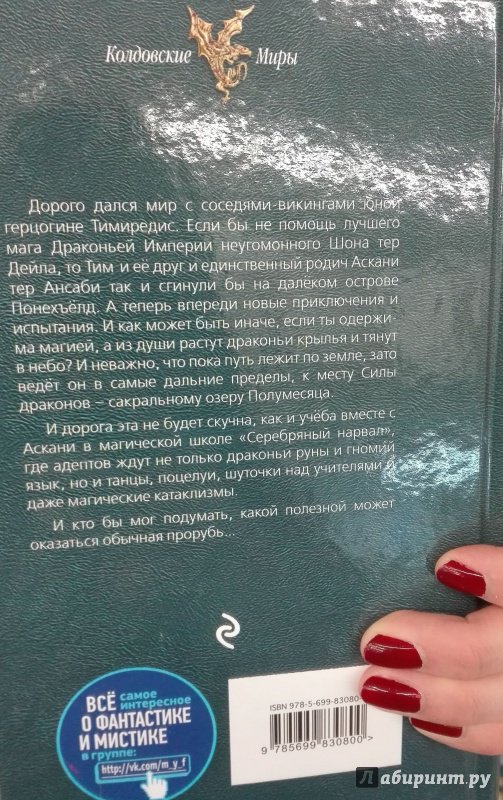 Колдовские Миры
Дорого дался мир с соседями-викингами юной
герцогине Тимиредис. Если бы не помощь лучшего
мага Драконьей Империи неугомонного Шона тер
Дейла, то Тим и её друг и единственный родич Аскани
тер Ансаби так и сгинули бы на далёком острове
Понехъёлд. А теперь впереди новые приключения и
испытания. И как может быть иначе, если ты одержи-
ма магией, а из души растут драконьи крылья и тянут
в небо? И неважно, что пока путь лежит по земле, зато
ведёт он в самые дальние пределы, к месту Силы
драконов – сакральному озеру Полумесяца.
И дорога эта не будет скучна, как и учёба вместе с
Аскани в магической школе «Серебряный нарвал»,
где адептов ждут не только драконьи руны и гномий
язык, но и танцы, поцелуи, шуточки над учителями и
даже магические катаклизмы.
И кто бы мог подумать, какой полезной может
оказаться обычная прорубь...
ВСЁ самое интересное
О ФАНТАСТИКЕ
И МИСТИКЕ
в группе:
http://vk.com/m_y_f
ISBN 978-5-699-83080-
9 785699 830800 >
Лабиринт.ру